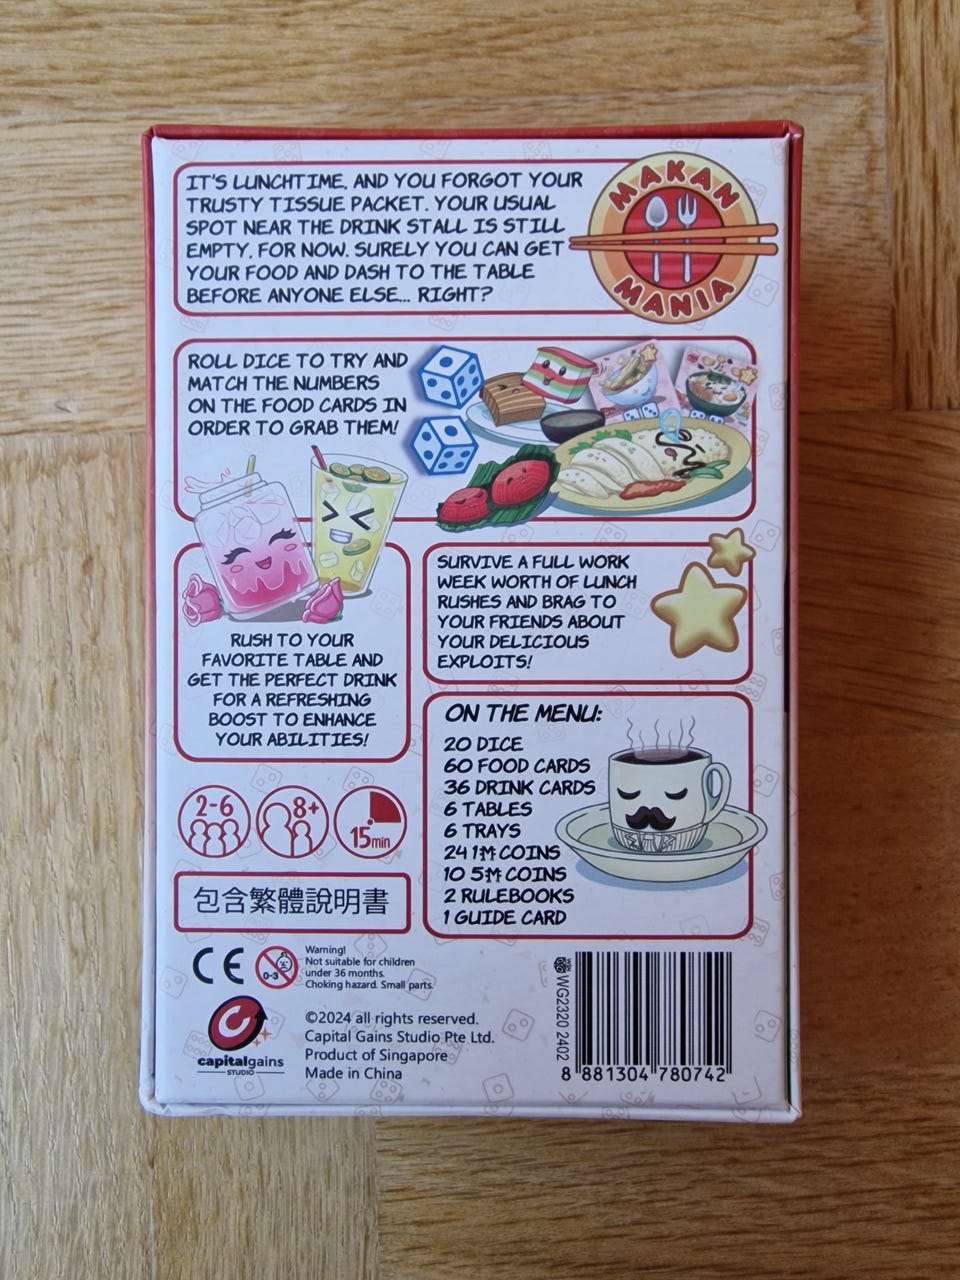 IT'S LUNCHTIME, AND YOU FORGOT YOUR
TRUSTY TISSUE PACKET. YOUR USUAL
SPOT NEAR THE DRINK STALL IS STILL
EMPTY. FOR NOW. SURELY YOU CAN GET
YOUR FOOD AND DASH TO THE TABLE
BEFORE ANYONE ELSE... RIGHT?
MAKAN
MANIA
ROLL DICE TO TRY AND
MATCH THE NUMBERS
ON THE FOOD CARDS IN
ORDER TO GRAB THEM!
RUSH TO YOUR
FAVORITE TABLE AND
GET THE PERFECT DRINK
FOR A REFRESHING
BOOST TO ENHANCE
YOUR ABILITIES!
SURVIVE A FULL WORK
WEEK WORTH OF LUNCH
RUSHES AND BRAG TO
YOUR FRIENDS ABOUT
YOUR DELICIOUS
EXPLOITS!
ON THE MENU:
20 DICE
60 FOOD CARDS
36 DRINK CARDS
6 TABLES
6 TRAYS
24 1M COINS
10 5M COINS
2 RULEBOOKS
1 GUIDE CARD
2-6
8+
15min
包含繁體說明書
CE
0-3
Warning!
Not suitable for children
under 36 months.
Choking hazard. Small parts.
capitalgains
STUDIO
©2024 all rights reserved.
Capital Gains Studio Pte Ltd.
Product of Singapore
Made in China
WG2320 2402
8 881304 780742